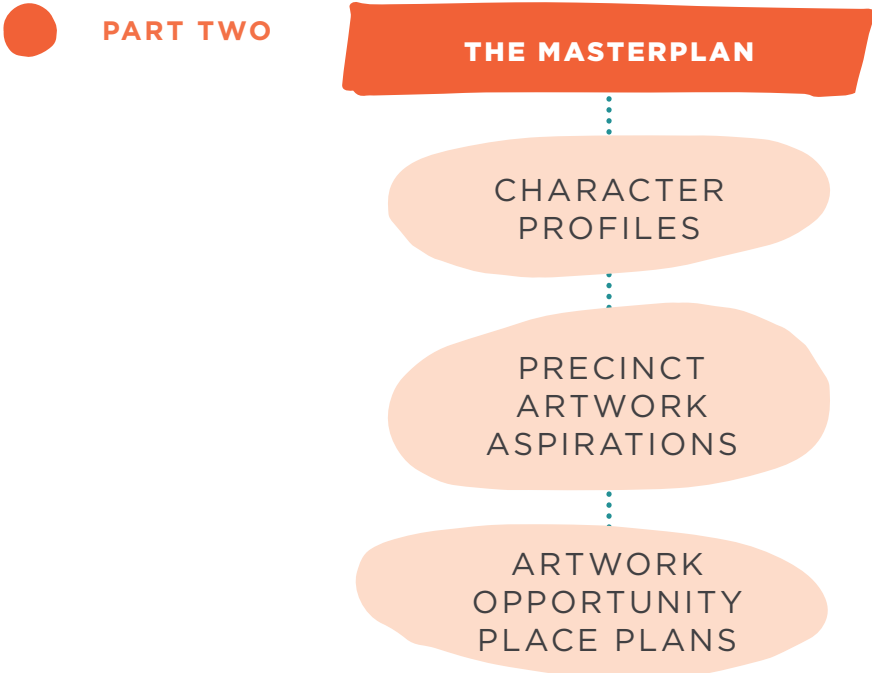 PART TWO
THE MASTERPLAN
CHARACTER
PROFILES
PRECINCT
ARTWORK
ASPIRATIONS
ARTWORK
OPPORTUNITY
PLACE PLANS